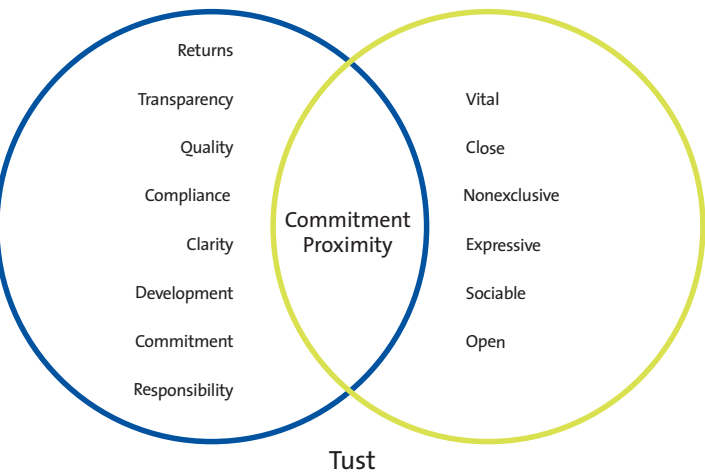 Returns
Transparency
Quality
Compliance
Clarity
Development
Commitment
Responsibility
Commitment
Proximity
Vital
Close
Nonexclusive
Expressive
Sociable
Open
Tust